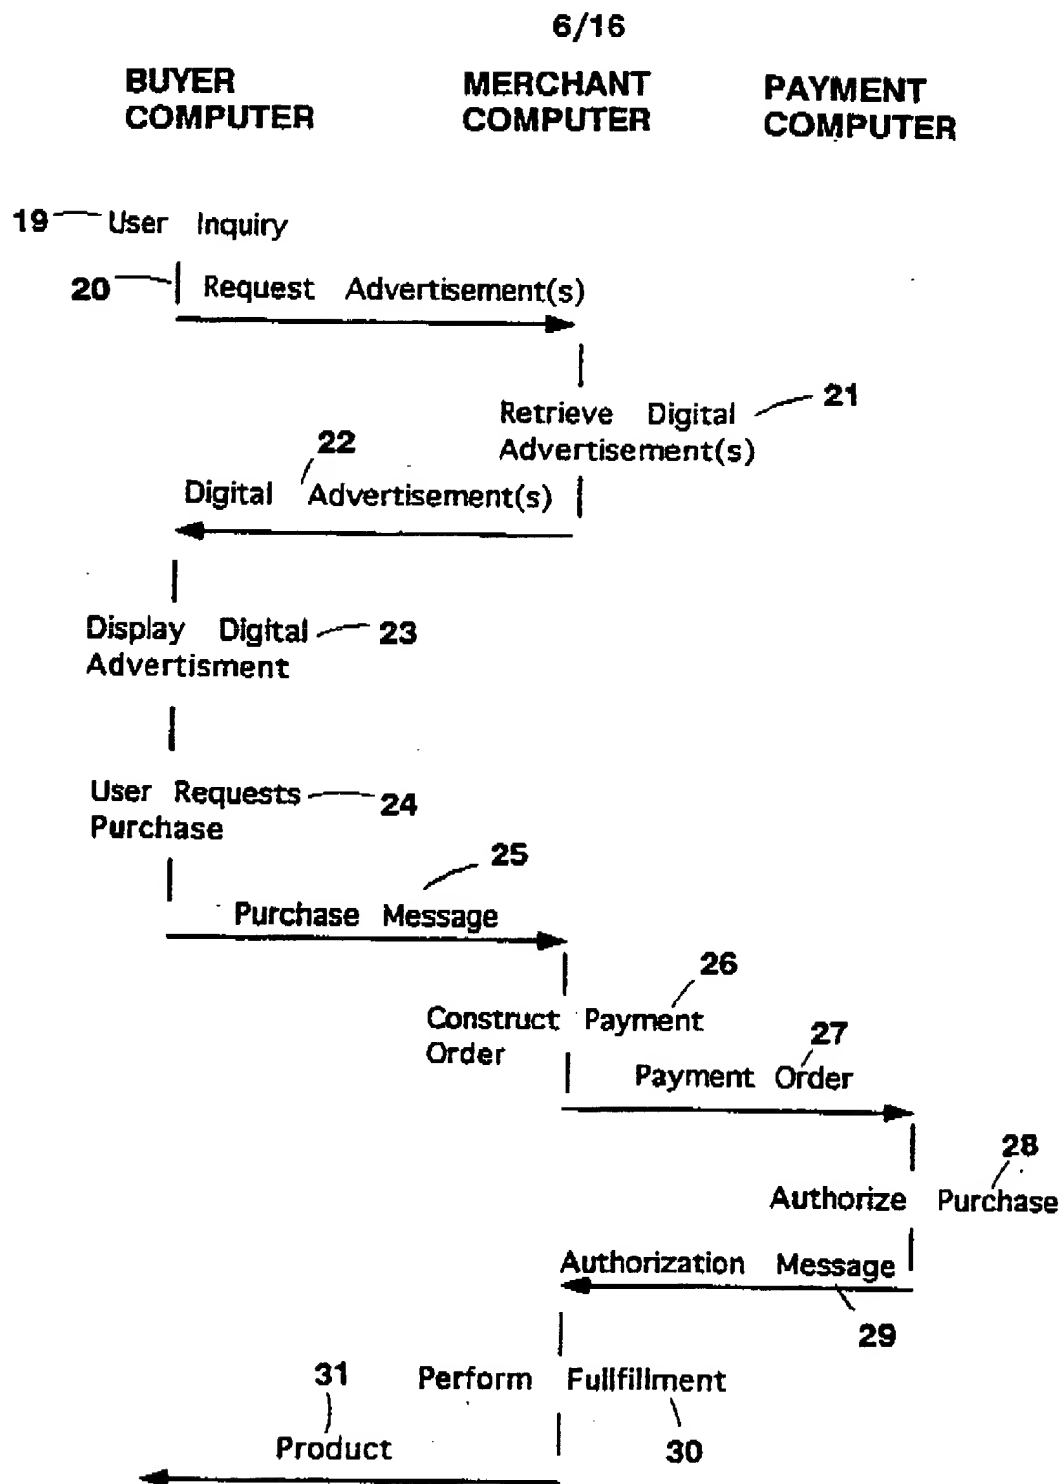 6/16
BUYER
COMPUTER
MERCHANT
COMPUTER
PAYMENT
COMPUTER
19
User Inquiry
20
Request Advertisement(s)
Retrieve Digital
Advertisement(s)
21
22
Digital Advertisement(s)
Display Digital
Advertisment
23
User Requests
Purchase
24
25
Purchase Message
26
Construct Payment
Order
27
Payment Order
28
Authorize Purchase
Authorization Message
29
31
Perform Fullfillment
30
Product